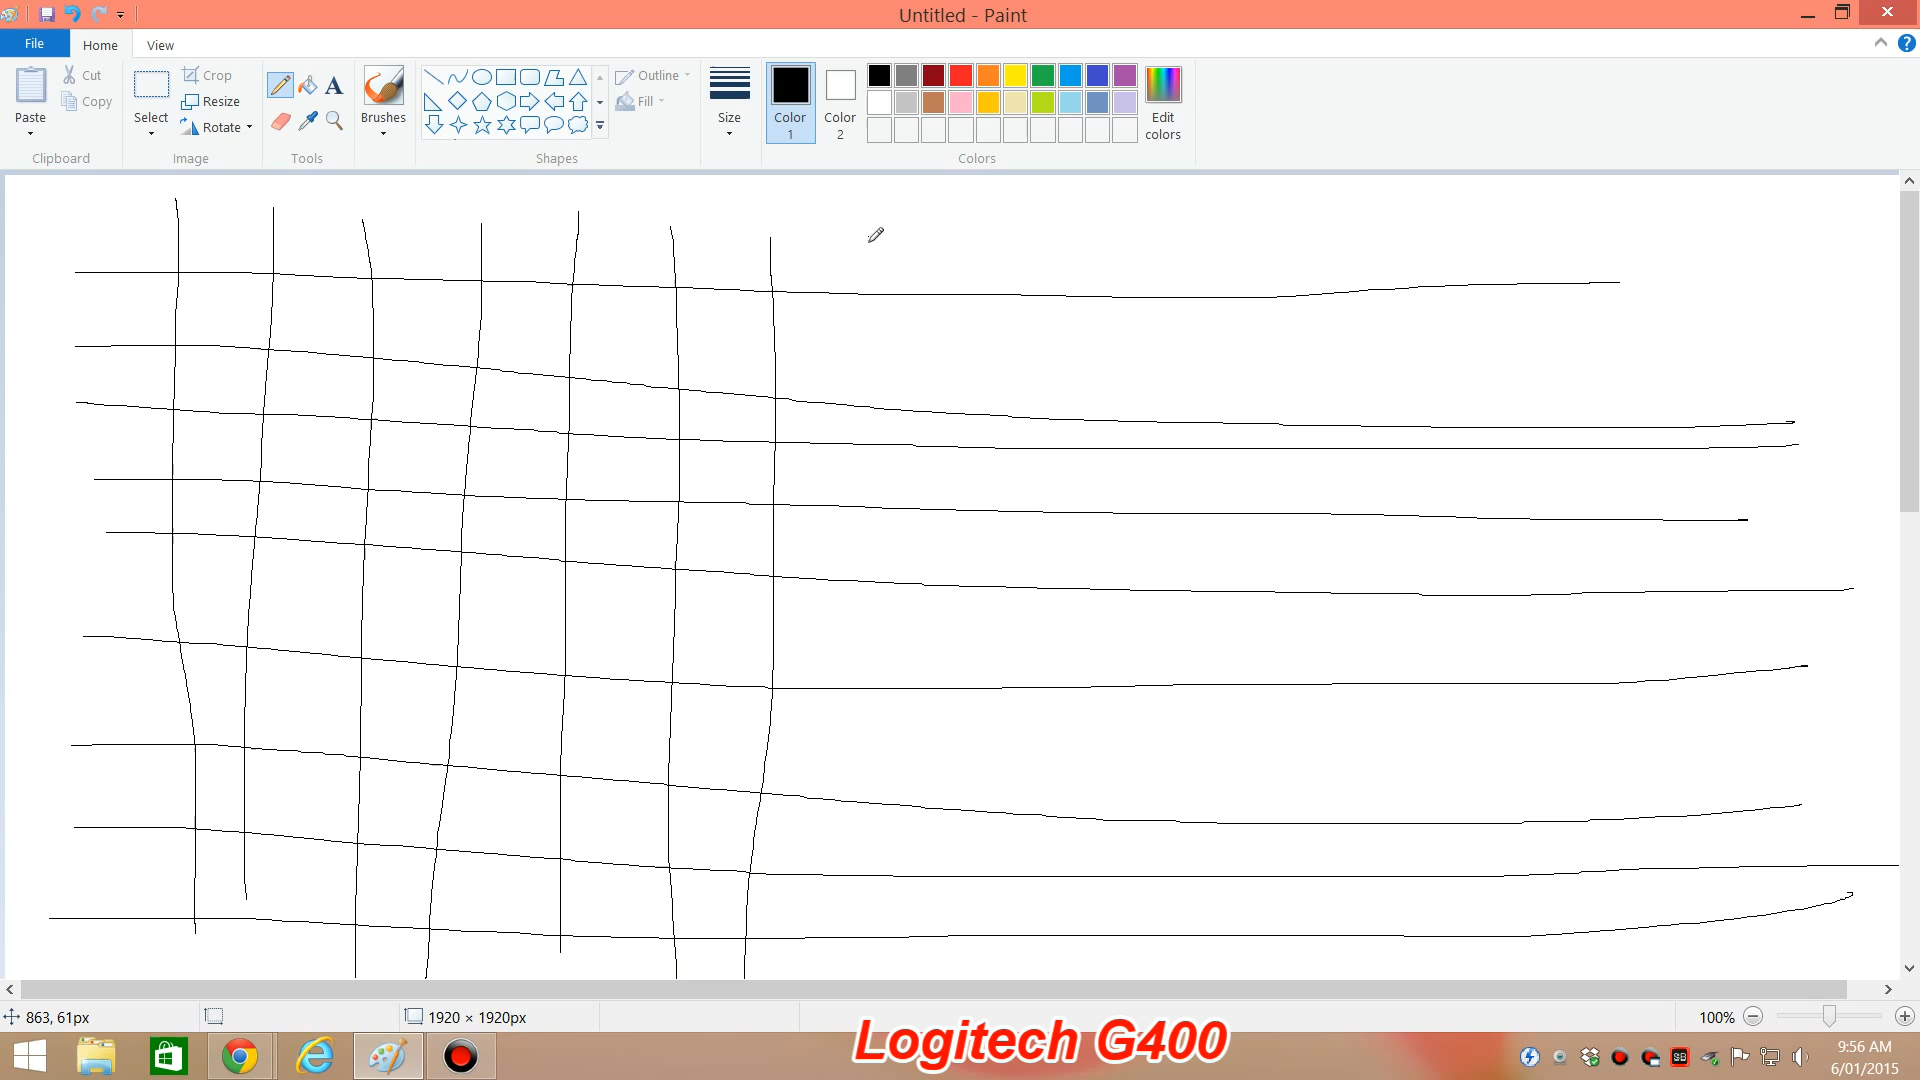 Untitled - Paint
File
Home
View
Paste
Cut
Copy
Clipboard
Select
Crop
Resize
Rotate
Image
A
Tools
Brushes
Shapes
Outline
Fill
Size
Color 1
Color 2
Edit colors
Colors
863, 61px
1920 × 1920px
100%
Logitech G400
SB
9:56 AM
6/01/2015